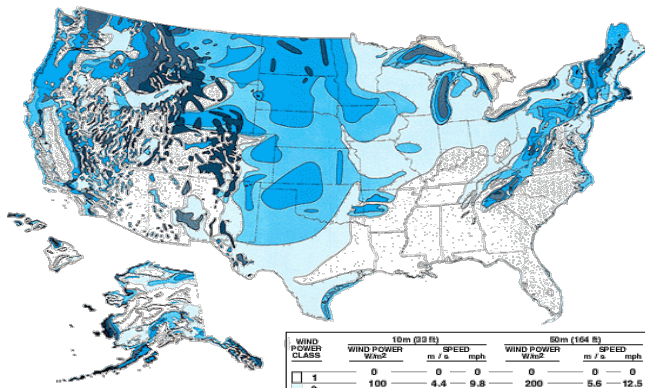 WIND POWER CLASS 10m (33 ft) 50m (164 ft)
WIND POWER W/m² SPEED m / s mph WIND POWER W/m² SPEED m / s mph
0 0 0 0 0 0
1
100 4.4 9.8 200 5.6 12.5